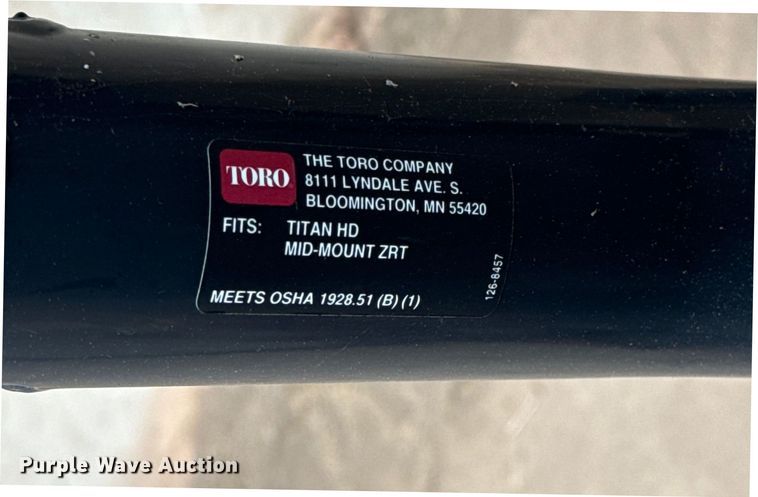 TORO
THE TORO COMPANY
8111 LYNDALE AVE. S.
BLOOMINGTON, MN 55420
FITS: TITAN HD
MID-MOUNT ZRT
MEETS OSHA 1928.51 (B) (1)
126-8457
Purple Wave Auction